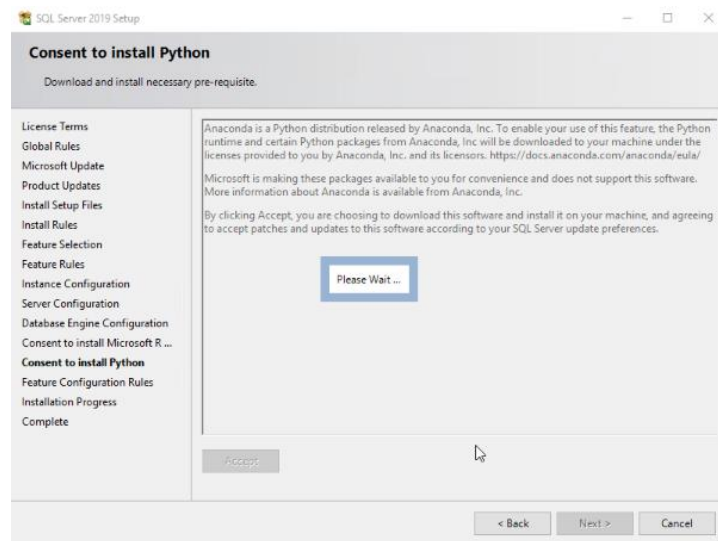 SQL Server 2019 Setup
Consent to install Python
Download and install necessary pre-requisite.
License Terms
Global Rules
Microsoft Update
Product Updates
Install Setup Files
Install Rules
Feature Selection
Feature Rules
Instance Configuration
Server Configuration
Database Engine Configuration
Consent to install Microsoft R ...
Consent to install Python
Feature Configuration Rules
Installation Progress
Complete
Anaconda is a Python distribution released by Anaconda, Inc. To enable your use of this feature, the Python
runtime and certain Python packages from Anaconda, Inc will be downloaded to your machine under the
licenses provided to you by Anaconda, Inc. and its licensors. https://docs.anaconda.com/anaconda/eula/
Microsoft is making these packages available to you for convenience and does not support this software.
More information about Anaconda is available from Anaconda, Inc.
By clicking Accept, you are choosing to download this software and install it on your machine, and agreeing
to accept patches and updates to this software according to your SQL Server update preferences.
Please Wait ...
Accept
< Back
Next >
Cancel